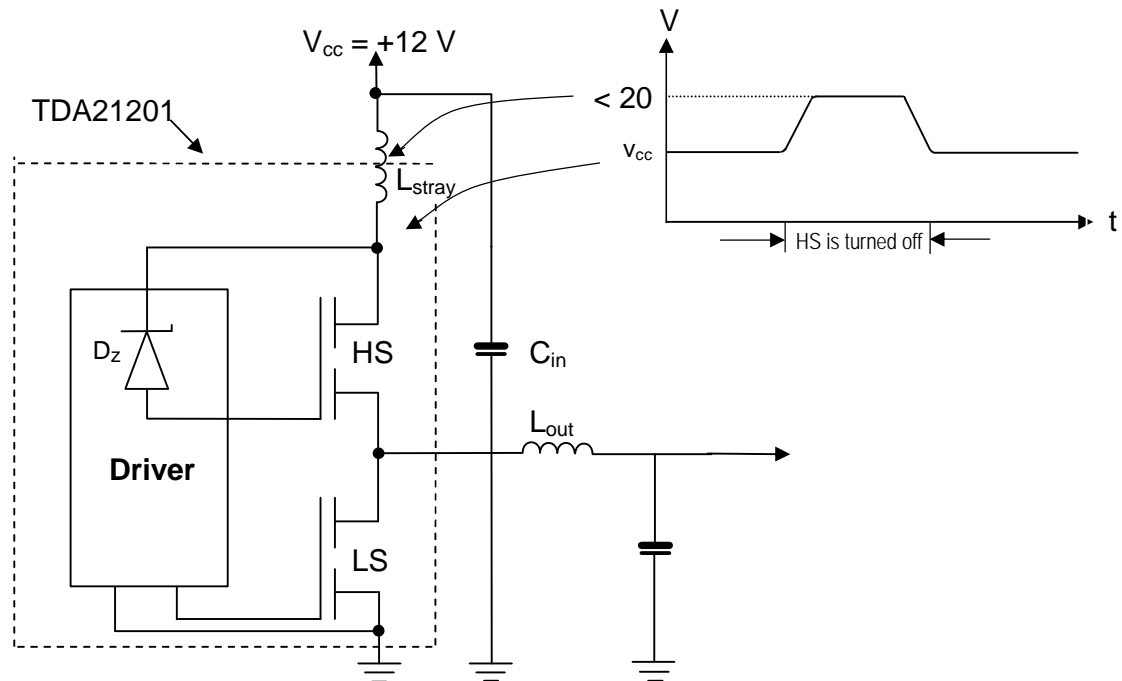 V
Vcc = +12 V
< 20
TDA21201
vcc
Lstray
t
HS is turned off
DZ
HS
Cin
Lout
Driver
LS